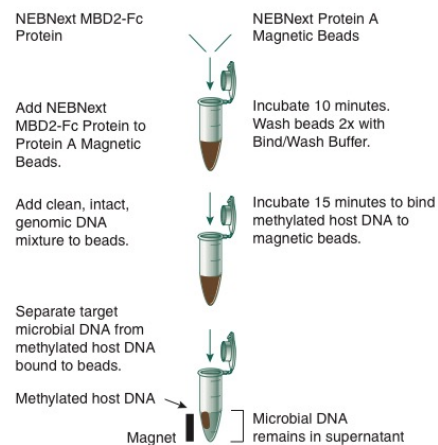 NEBNext MBD2-Fc
Protein
NEBNext Protein A
Magnetic Beads
Add NEBNext
MBD2-Fc Protein to
Protein A Magnetic
Beads.
Incubate 10 minutes.
Wash beads 2x with
Bind/Wash Buffer.
Add clean, intact,
genomic DNA
mixture to beads.
Incubate 15 minutes to bind
methylated host DNA to
magnetic beads.
Separate target
microbial DNA from
methylated host DNA
bound to beads.
Methylated host DNA
Magnet
Microbial DNA
remains in supernatant